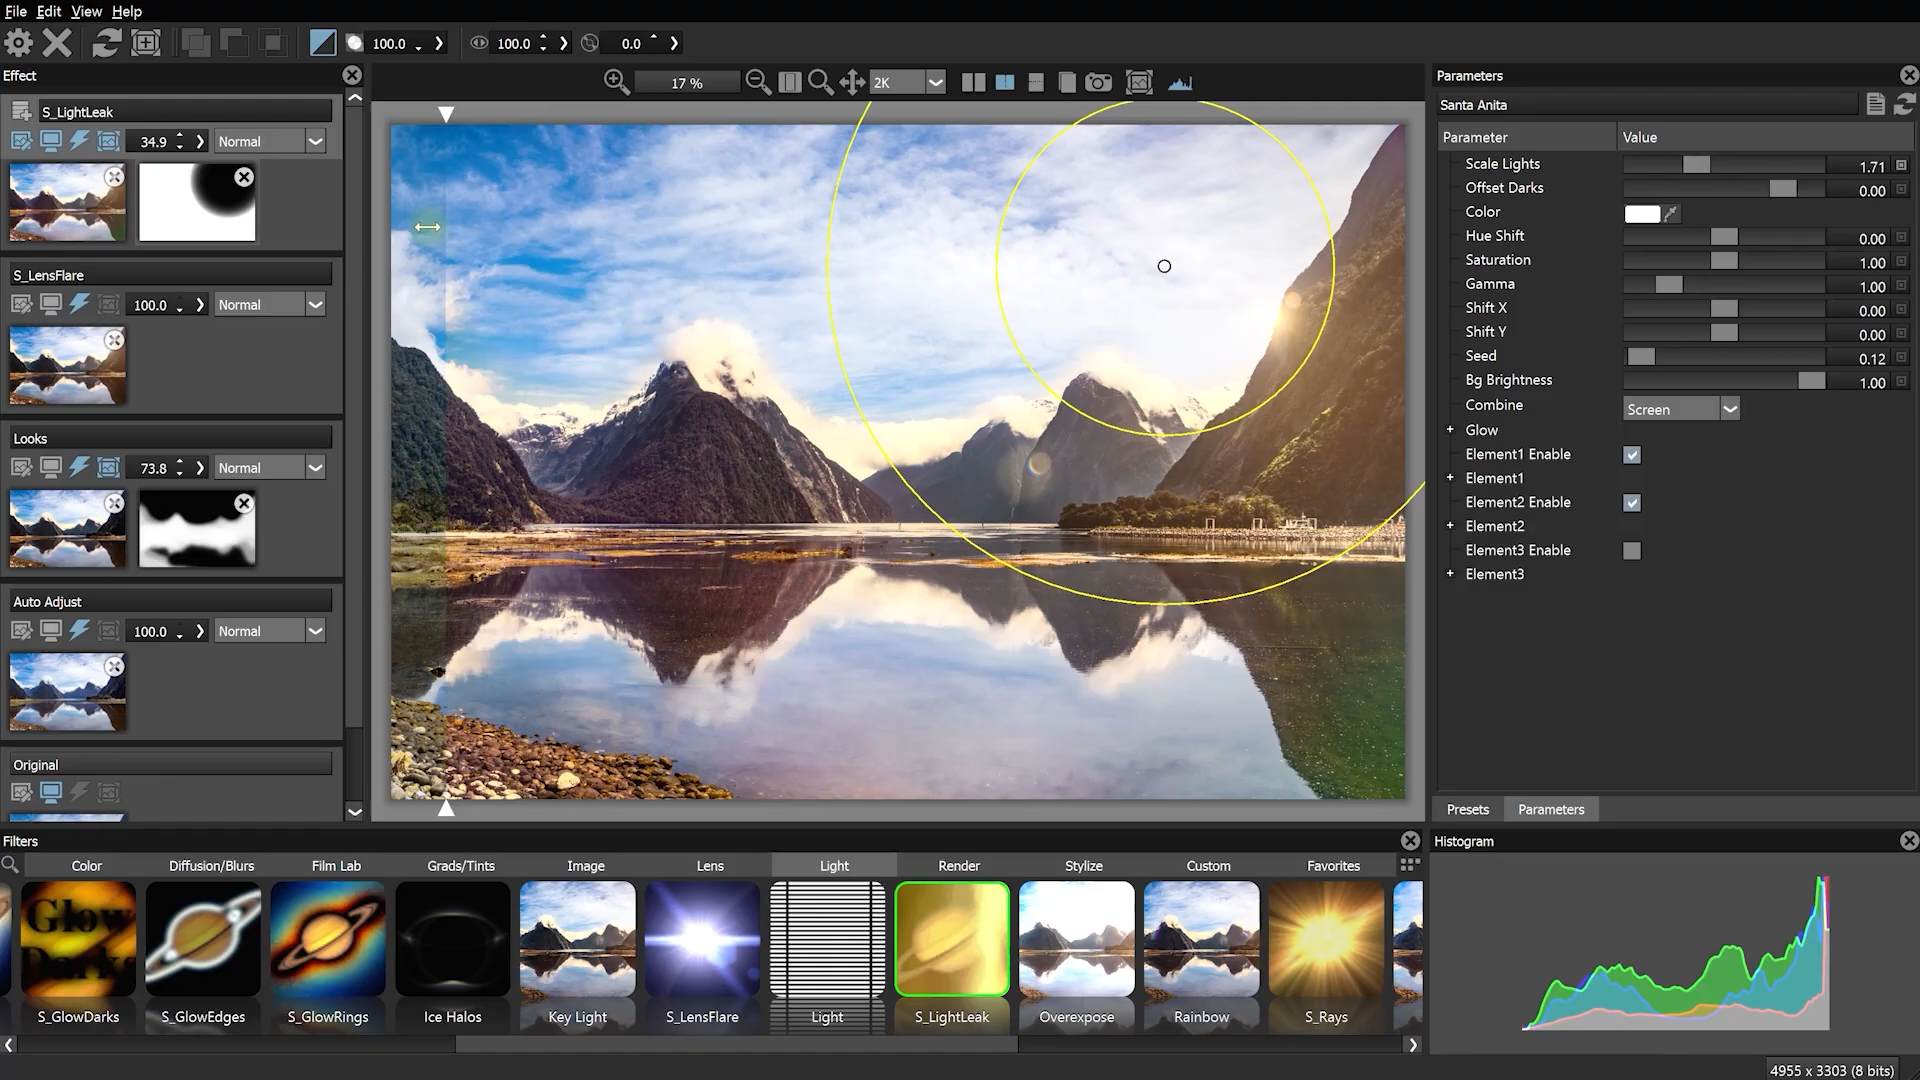 File Edit View Help
100.0 100.0 0.0
Effect
S_LightLeak
34.9 Normal
S_LensFlare
100.0 Normal
Looks
73.8 Normal
Auto Adjust
100.0 Normal
Original
17 % 2K
Parameters
Santa Anita
Parameter Value
Scale Lights 1.71
Offset Darks 0.00
Color
Hue Shift 0.00
Saturation 1.00
Gamma 1.00
Shift X 0.00
Shift Y 0.00
Seed 0.12
Bg Brightness 1.00
Combine Screen
+ Glow
Element1 Enable
+ Element1
Element2 Enable
+ Element2
Element3 Enable
+ Element3
Presets Parameters
Filters
Color Diffusion/Blurs Film Lab Grads/Tints Image Lens Light Render Stylize Custom Favorites
Glow
Darks
S_GlowDarks S_GlowEdges S_GlowRings Ice Halos Key Light S_LensFlare Light S_LightLeak Overexpose Rainbow S_Rays
Histogram
4955 x 3303 (8 bits)